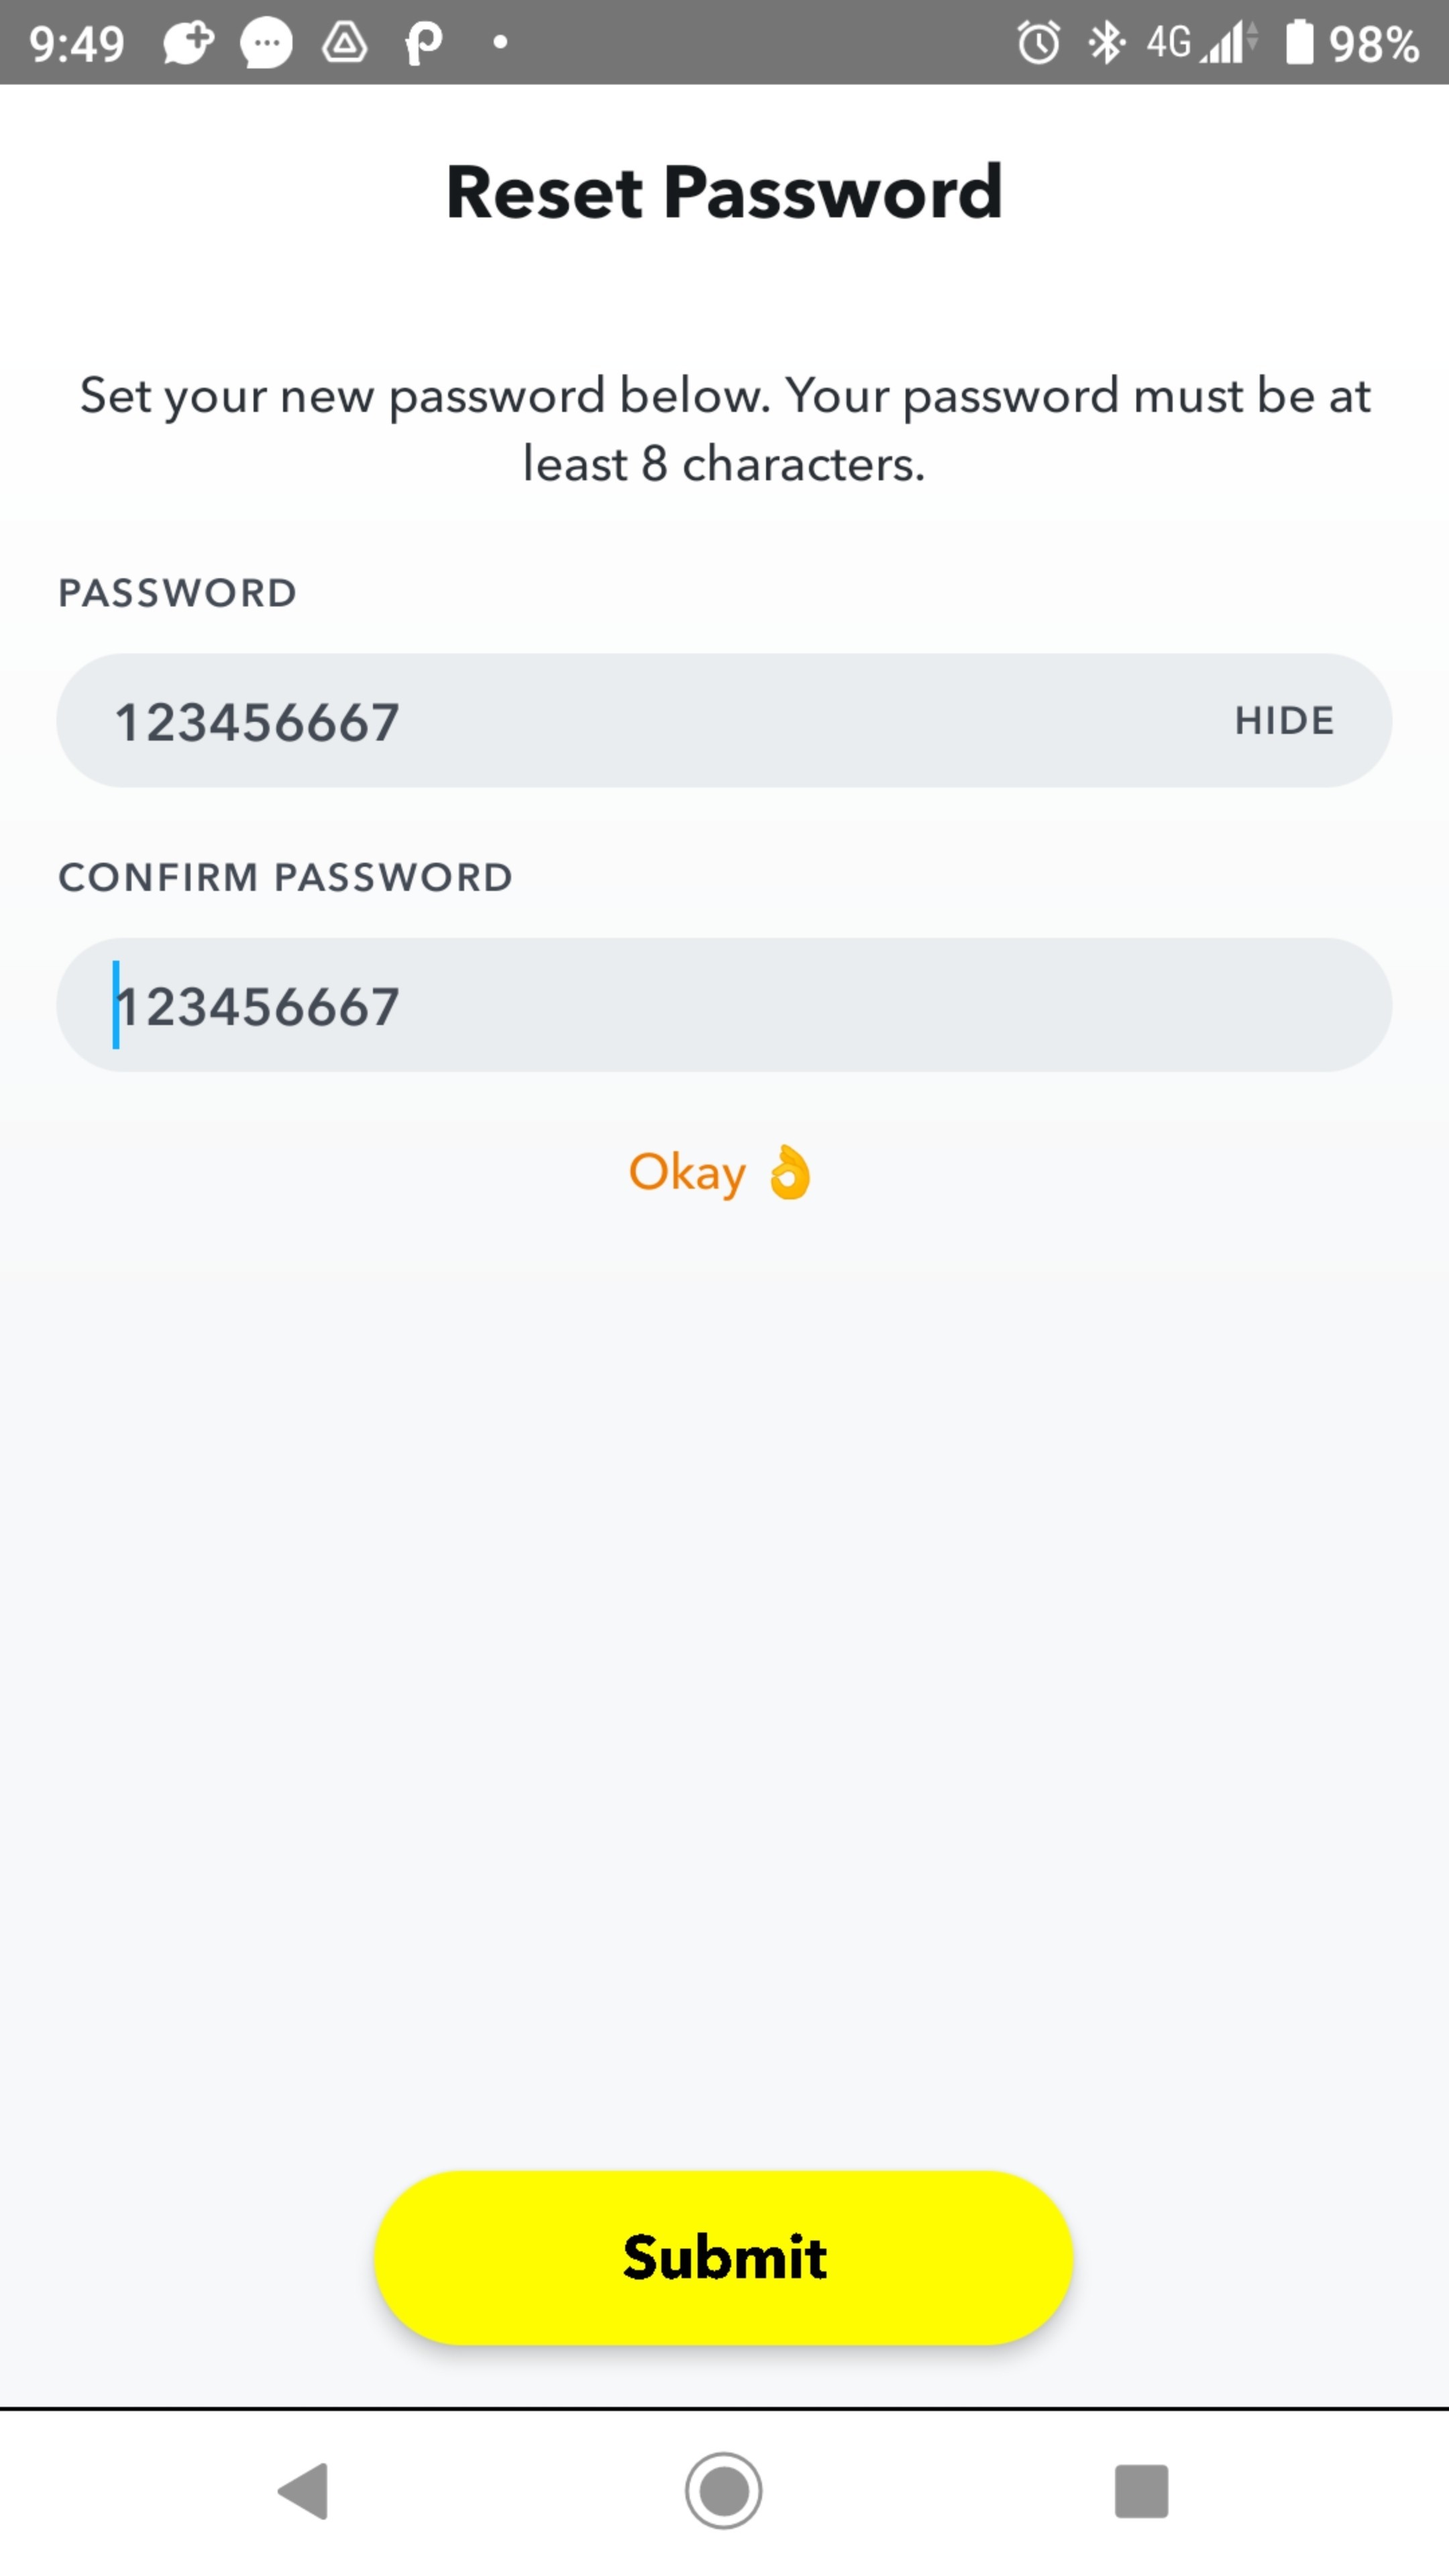 9:49 4G 98%
Reset Password
Set your new password below. Your password must be at
least 8 characters.
PASSWORD
123456667 HIDE
CONFIRM PASSWORD
123456667
Okay 👌
Submit